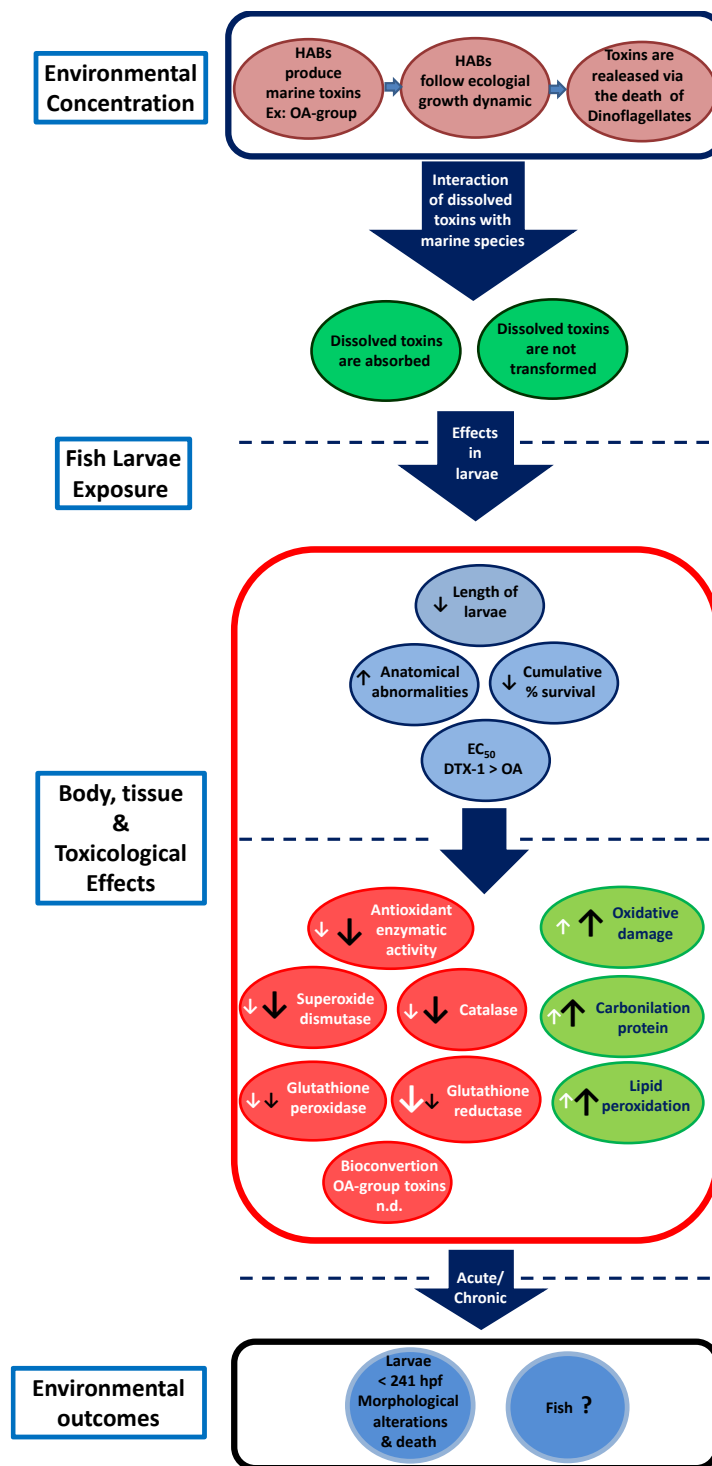 Environmental
Concentration
HABs
produce
marine toxins
Ex: OA-group
HABs
follow ecologial
growth dynamic
Toxins are
realeased via
the death of
Dinoflagellates
Interaction
of dissolved
toxins with
marine species
Dissolved toxins
are absorbed
Dissolved toxins
are not
transformed
Fish Larvae
Exposure
Effects
in
larvae
Body, tissue
&
Toxicological
Effects
↓ Length of
larvae
↑ Anatomical
abnormalities
↓ Cumulative
% survival
EC50
DTX-1 > OA
↓ ↓ Antioxidant
enzymatic
activity
↑ ↑ Oxidative
damage
↓ ↓ Superoxide
dismutase
↓ ↓ Catalase
↑ ↑ Carbonilation
protein
↓ ↓ Glutathione
peroxidase
↓ ↓ Glutathione
reductase
↑ ↑ Lipid
peroxidation
Bioconvertion
OA-group toxins
n.d.
Acute/
Chronic
Environmental
outcomes
Larvae
< 241 hpf
Morphological
alterations
& death
Fish ?